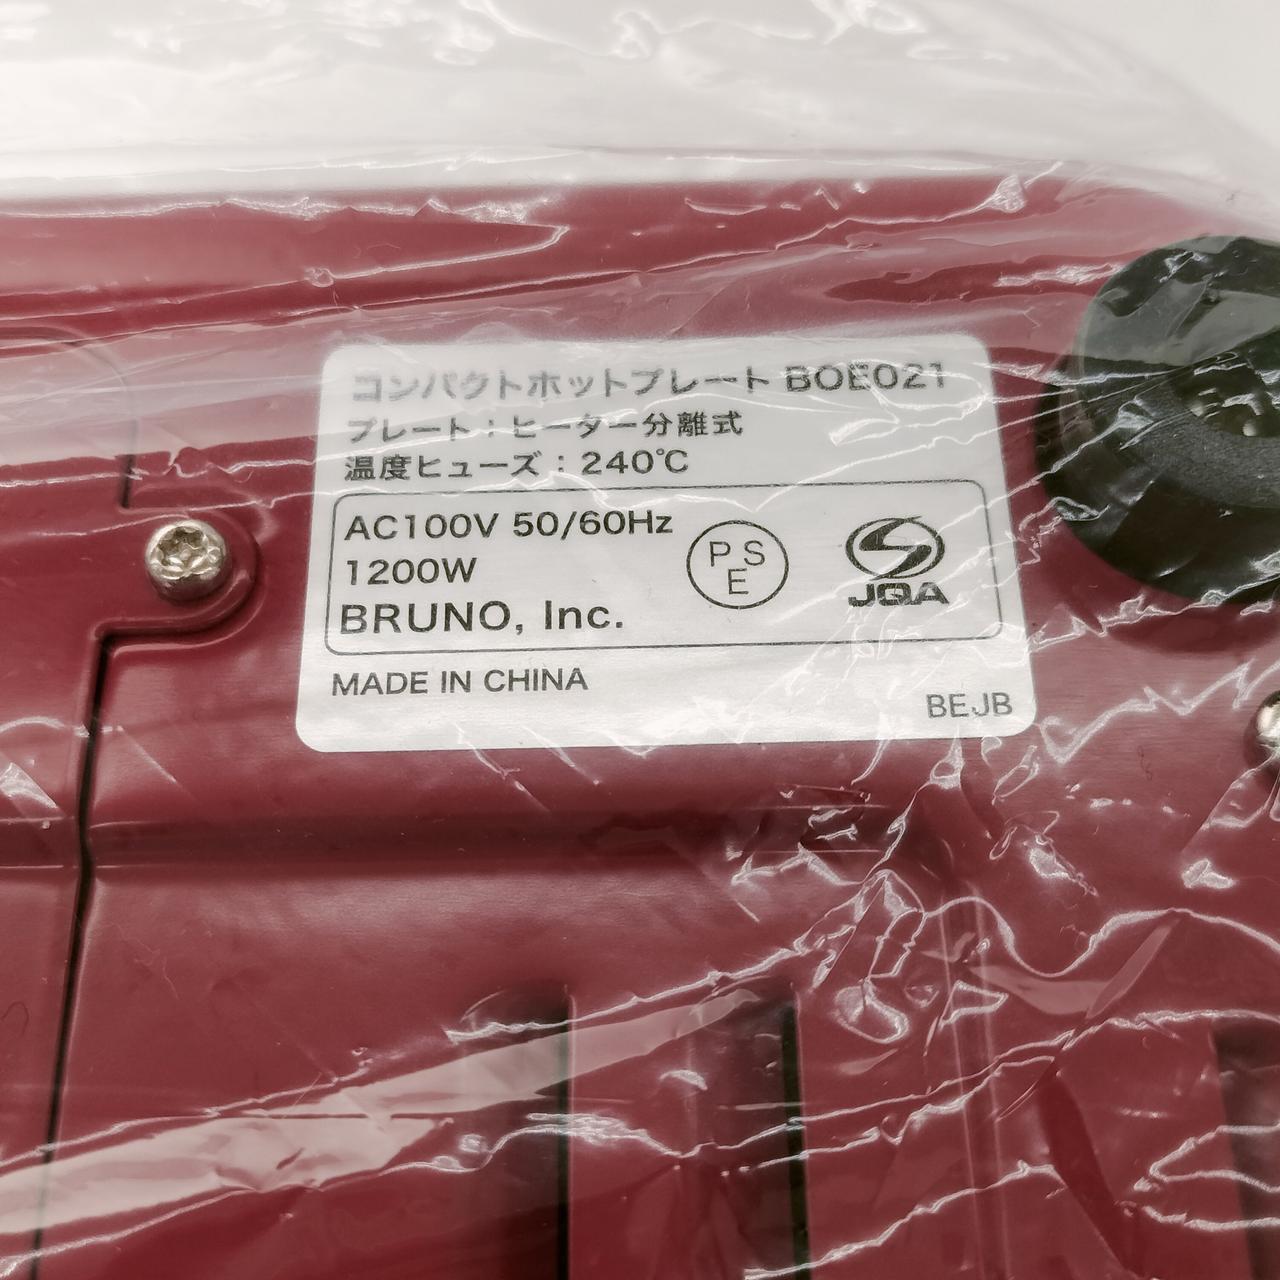 コンパクトホットプレート BOE021
プレート：ヒーター分離式
温度ヒューズ：240℃
AC100V 50/60Hz
1200W
BRUNO, Inc.
PSE
JQA
MADE IN CHINA
BEJB